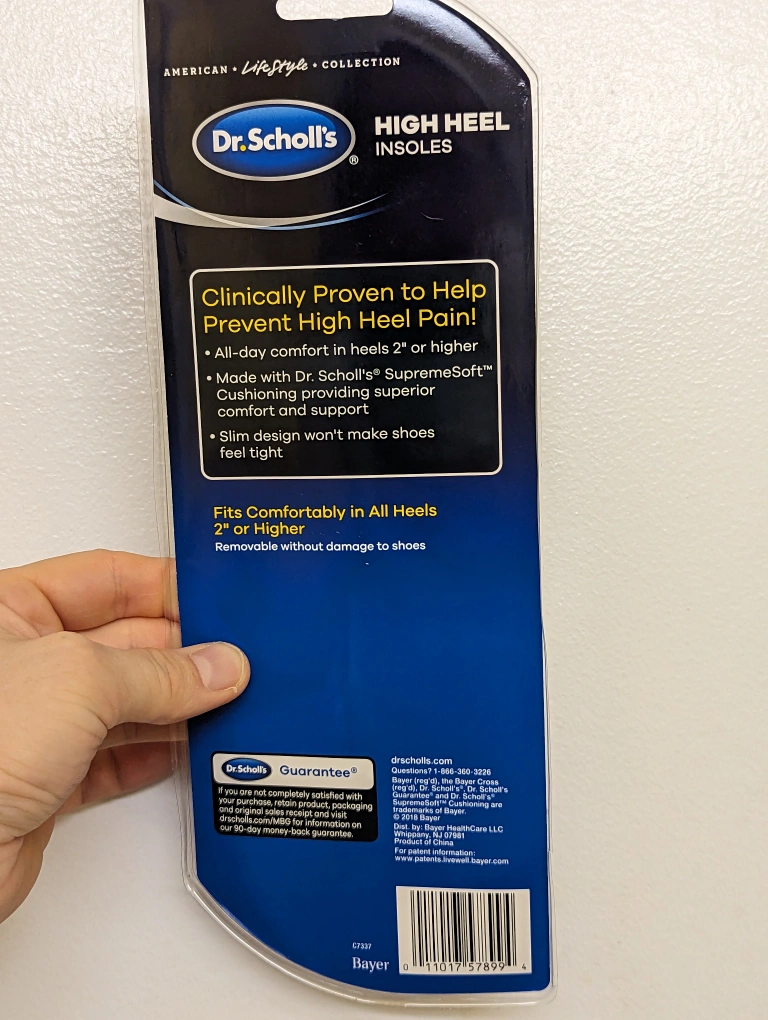 AMERICAN • LifeStyle • COLLECTION
Dr.Scholl's®
HIGH HEEL
INSOLES
Clinically Proven to Help
Prevent High Heel Pain!
• All-day comfort in heels 2" or higher
• Made with Dr. Scholl's® SupremeSoft™
Cushioning providing superior
comfort and support
• Slim design won't make shoes
feel tight
Fits Comfortably in All Heels
2" or Higher
Removable without damage to shoes
Dr.Scholl's Guarantee®
If you are not completely satisfied with
your purchase, retain product, packaging
and original sales receipt and visit
drscholls.com/MBG for information on
our 90-day money-back guarantee.
drscholls.com
Questions? 1-866-360-3226
Bayer (reg'd), the Bayer Cross
(reg'd), Dr. Scholl's®, Dr. Scholl's
Guarantee® and Dr. Scholl's®
SupremeSoft™ Cushioning are
trademarks of Bayer.
© 2018 Bayer
Dist. by: Bayer HealthCare LLC
Whippany, NJ 07981
Product of China
For patent information:
www.patents.livewell.bayer.com
C7337
Bayer
0 11017 57899 4